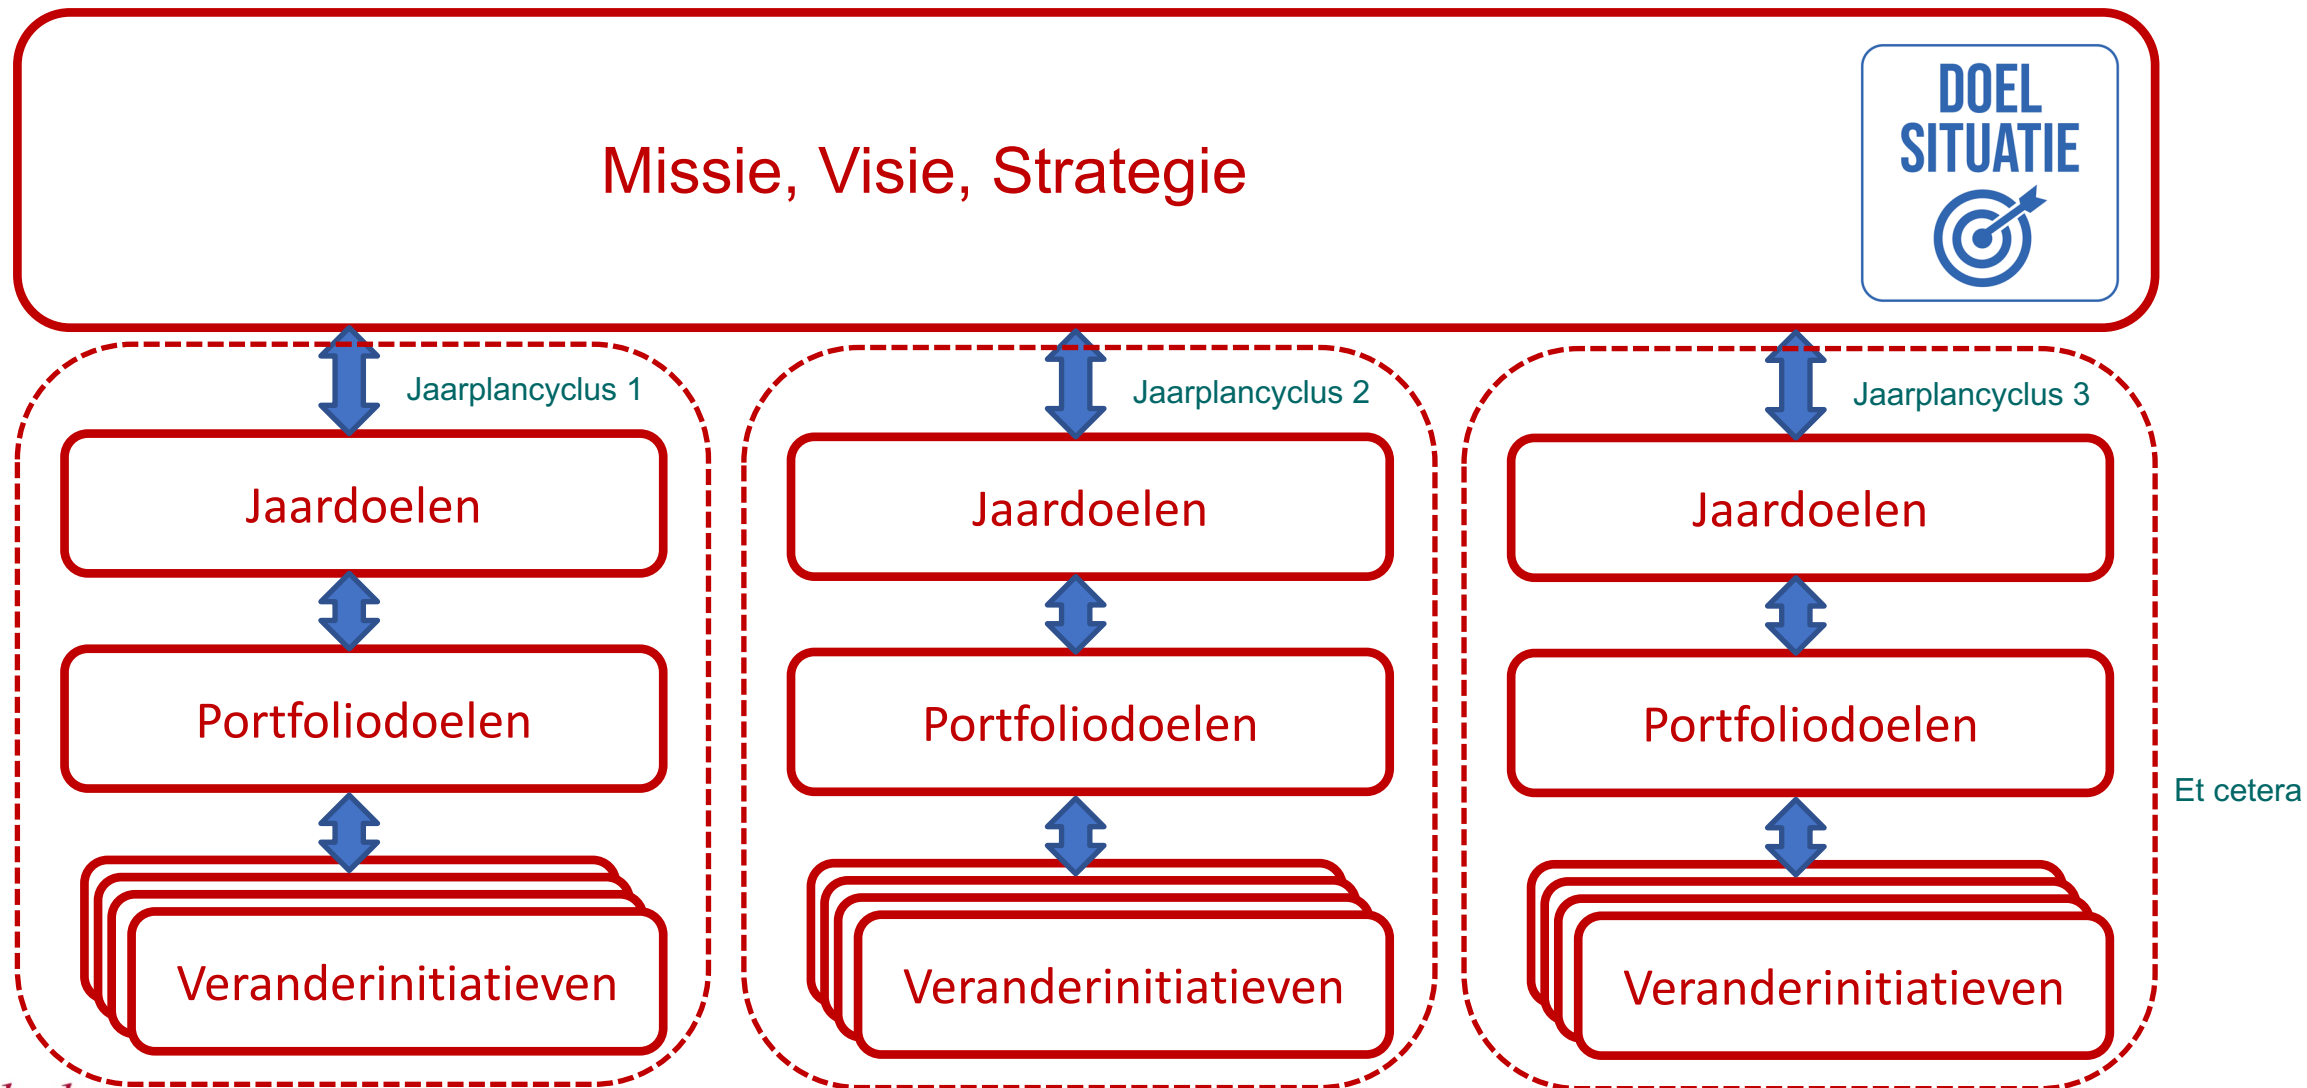 DOEL
SITUATIE
Missie, Visie, Strategie
Jaarplancyclus 1
Jaardoelen
Portfoliodoelen
Veranderinitiatieven
Jaarplancyclus 2
Jaardoelen
Portfoliodoelen
Veranderinitiatieven
Jaarplancyclus 3
Jaardoelen
Portfoliodoelen
Veranderinitiatieven
Et cetera